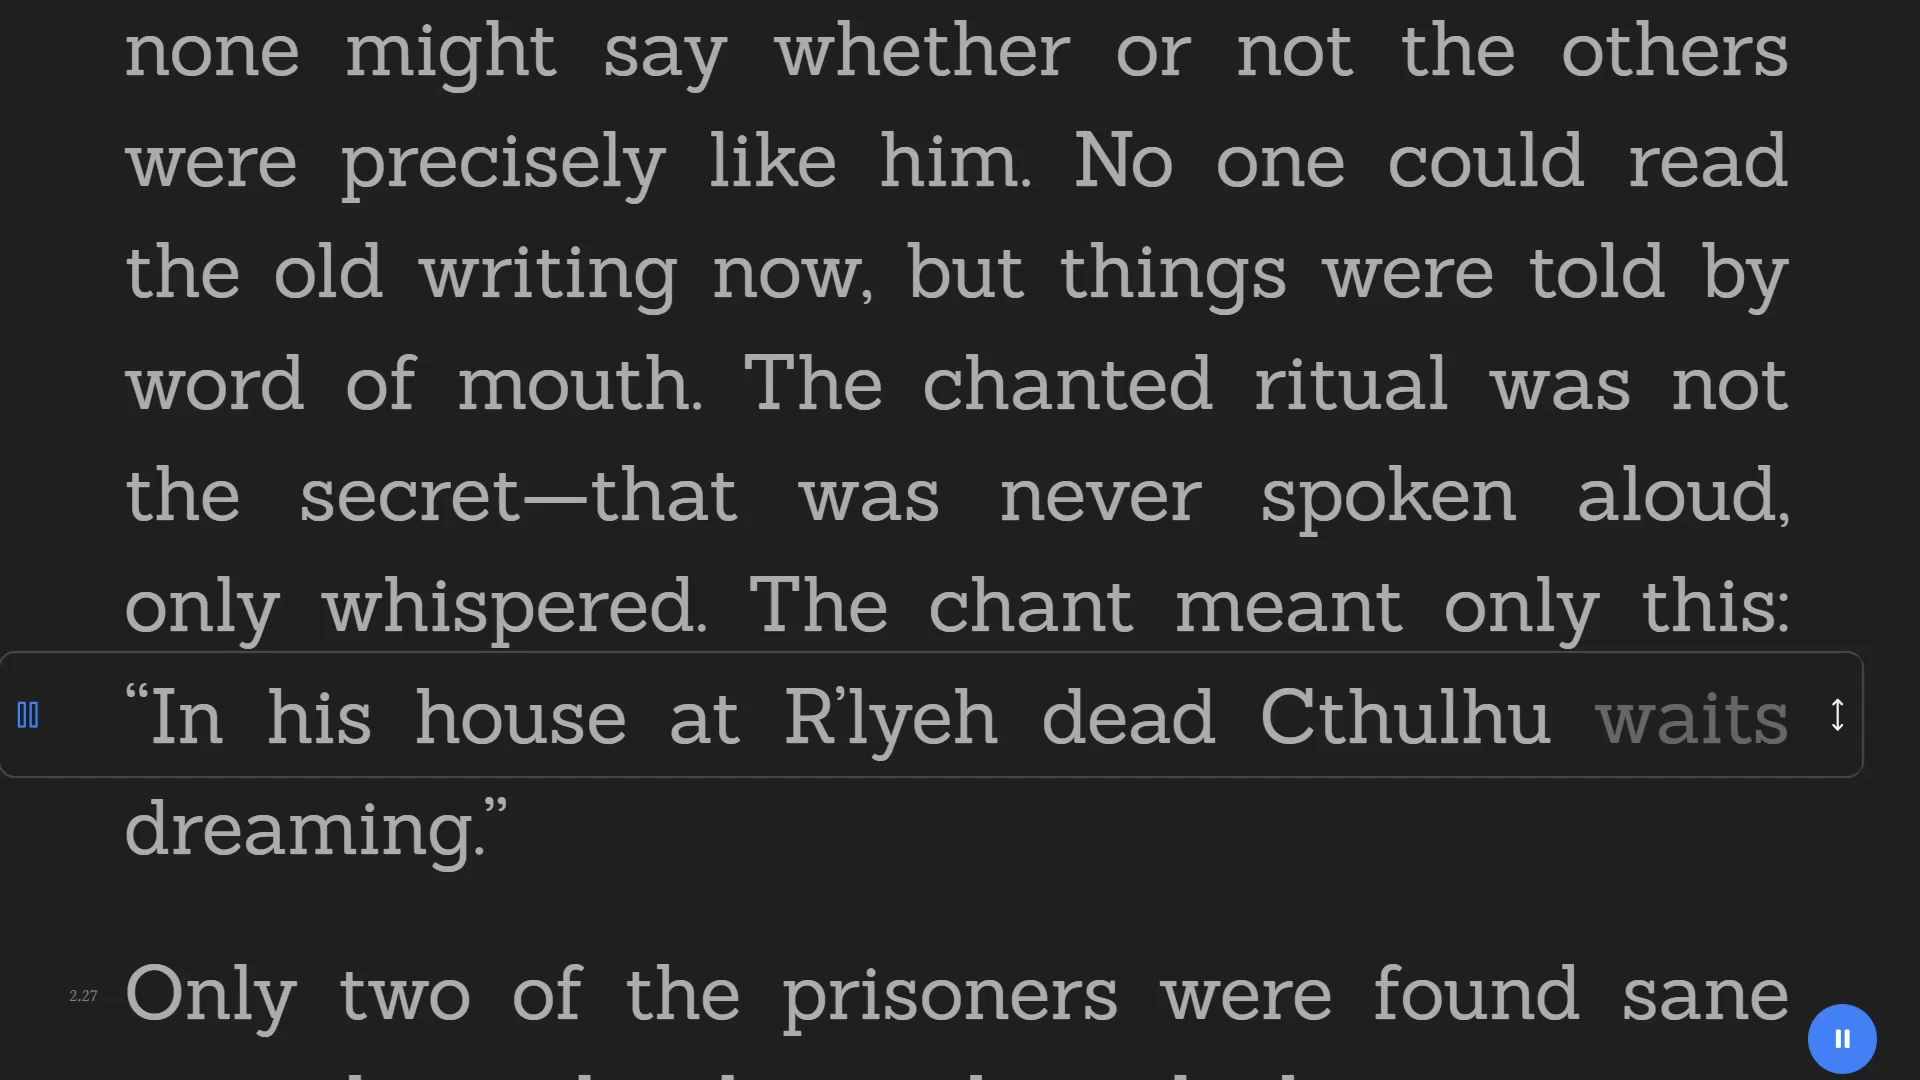 none might say whether or not the others
were precisely like him. No one could read
the old writing now, but things were told by
word of mouth. The chanted ritual was not
the secret—that was never spoken aloud,
only whispered. The chant meant only this:
“In his house at R’lyeh dead Cthulhu waits
dreaming.”
2.27 Only two of the prisoners were found sane